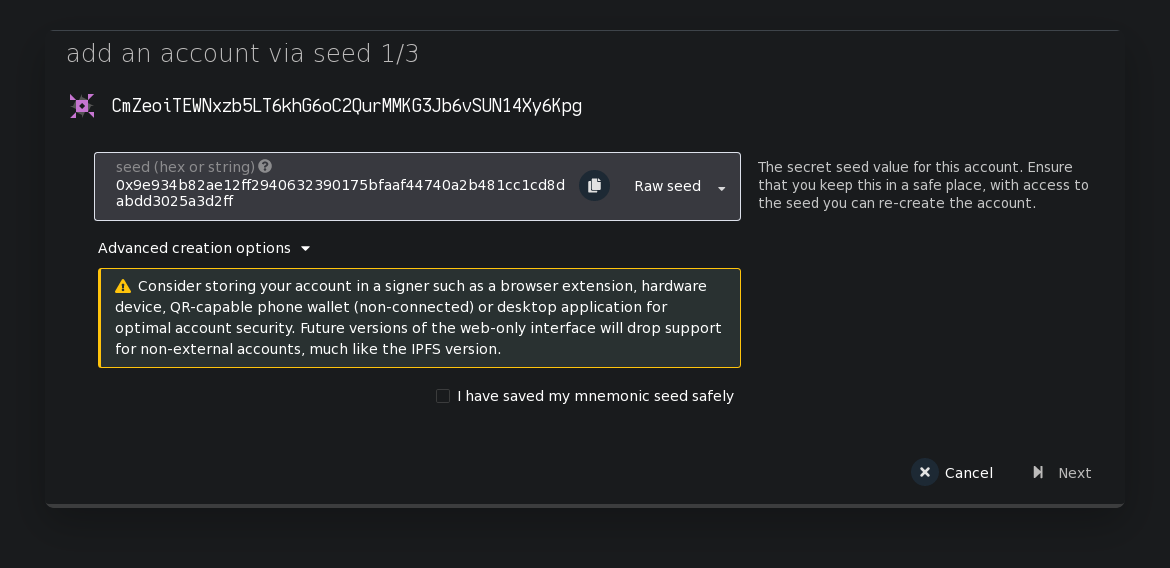 add an account via seed 1/3
CmZeoiTEWNxzb5LT6khG6oC2QurMMKG3Jb6vSUN14Xy6Kpg
seed (hex or string)
0x9e934b82ae12ff2940632390175bfaaf44740a2b481cc1cd8d
abdd3025a3d2ff
Raw seed
The secret seed value for this account. Ensure
that you keep this in a safe place, with access to
the seed you can re-create the account.
Advanced creation options
Consider storing your account in a signer such as a browser extension, hardware
device, QR-capable phone wallet (non-connected) or desktop application for
optimal account security. Future versions of the web-only interface will drop support
for non-external accounts, much like the IPFS version.
I have saved my mnemonic seed safely
Cancel
Next